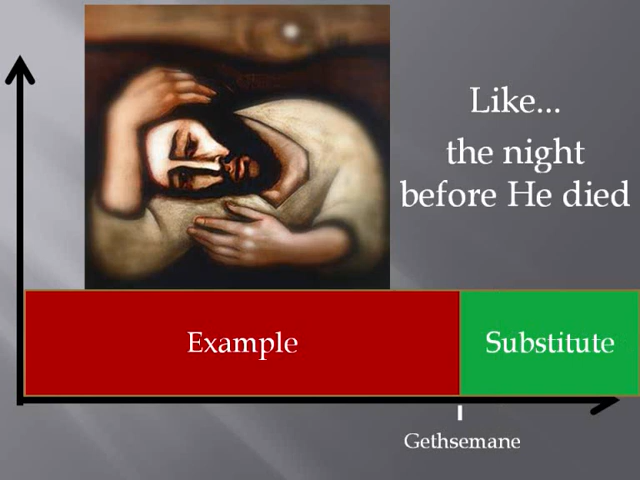 Like...
the night
before He died
Example
Substitute
Gethsemane